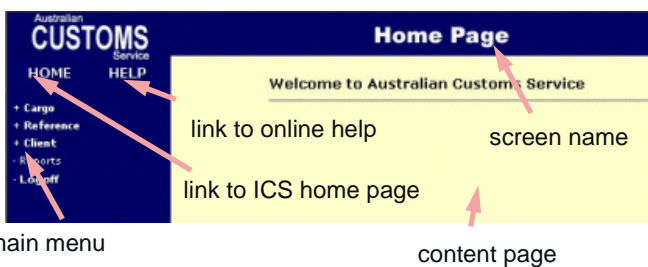 Australian
CUSTOMS
Service
Home Page
HOME HELP
Welcome to Australian Customs Service
+ Cargo
+ Reference
+ Client
- Reports
- Logoff
link to online help
screen name
link to ICS home page
main menu
content page